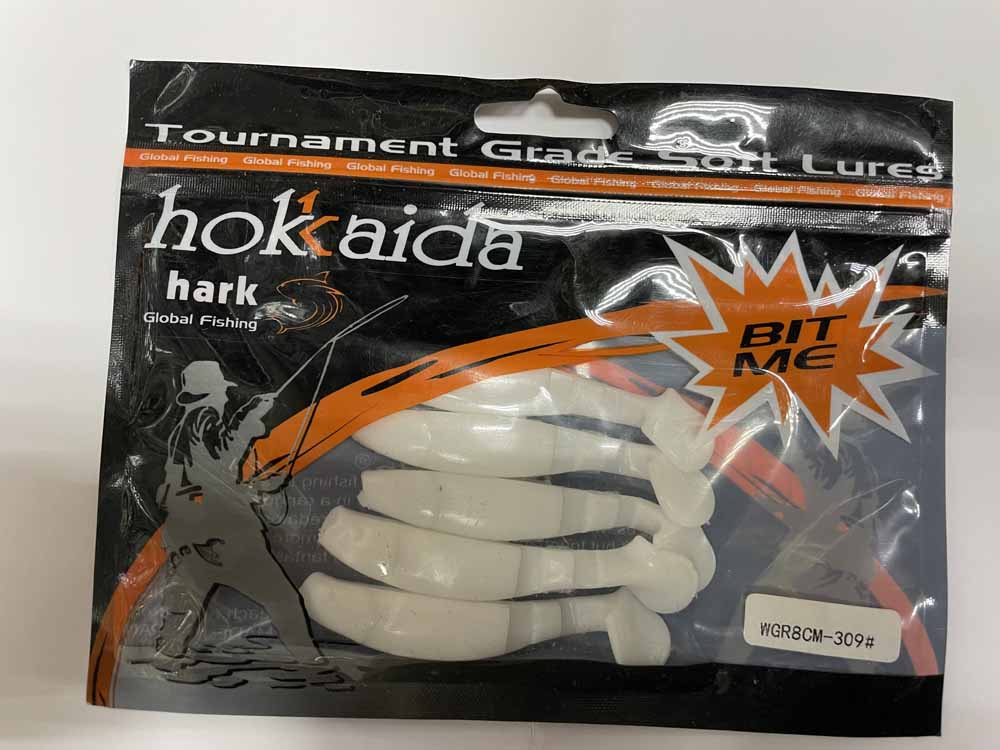 Tournament Grade Soft Lures
Global Fishing Global Fishing Global Fishing Global Fishing Global Fishing Global Fishing Global Fishing Global Fishing
hokkaida
hark
Global Fishing
BIT
ME
WGR8CM-309#